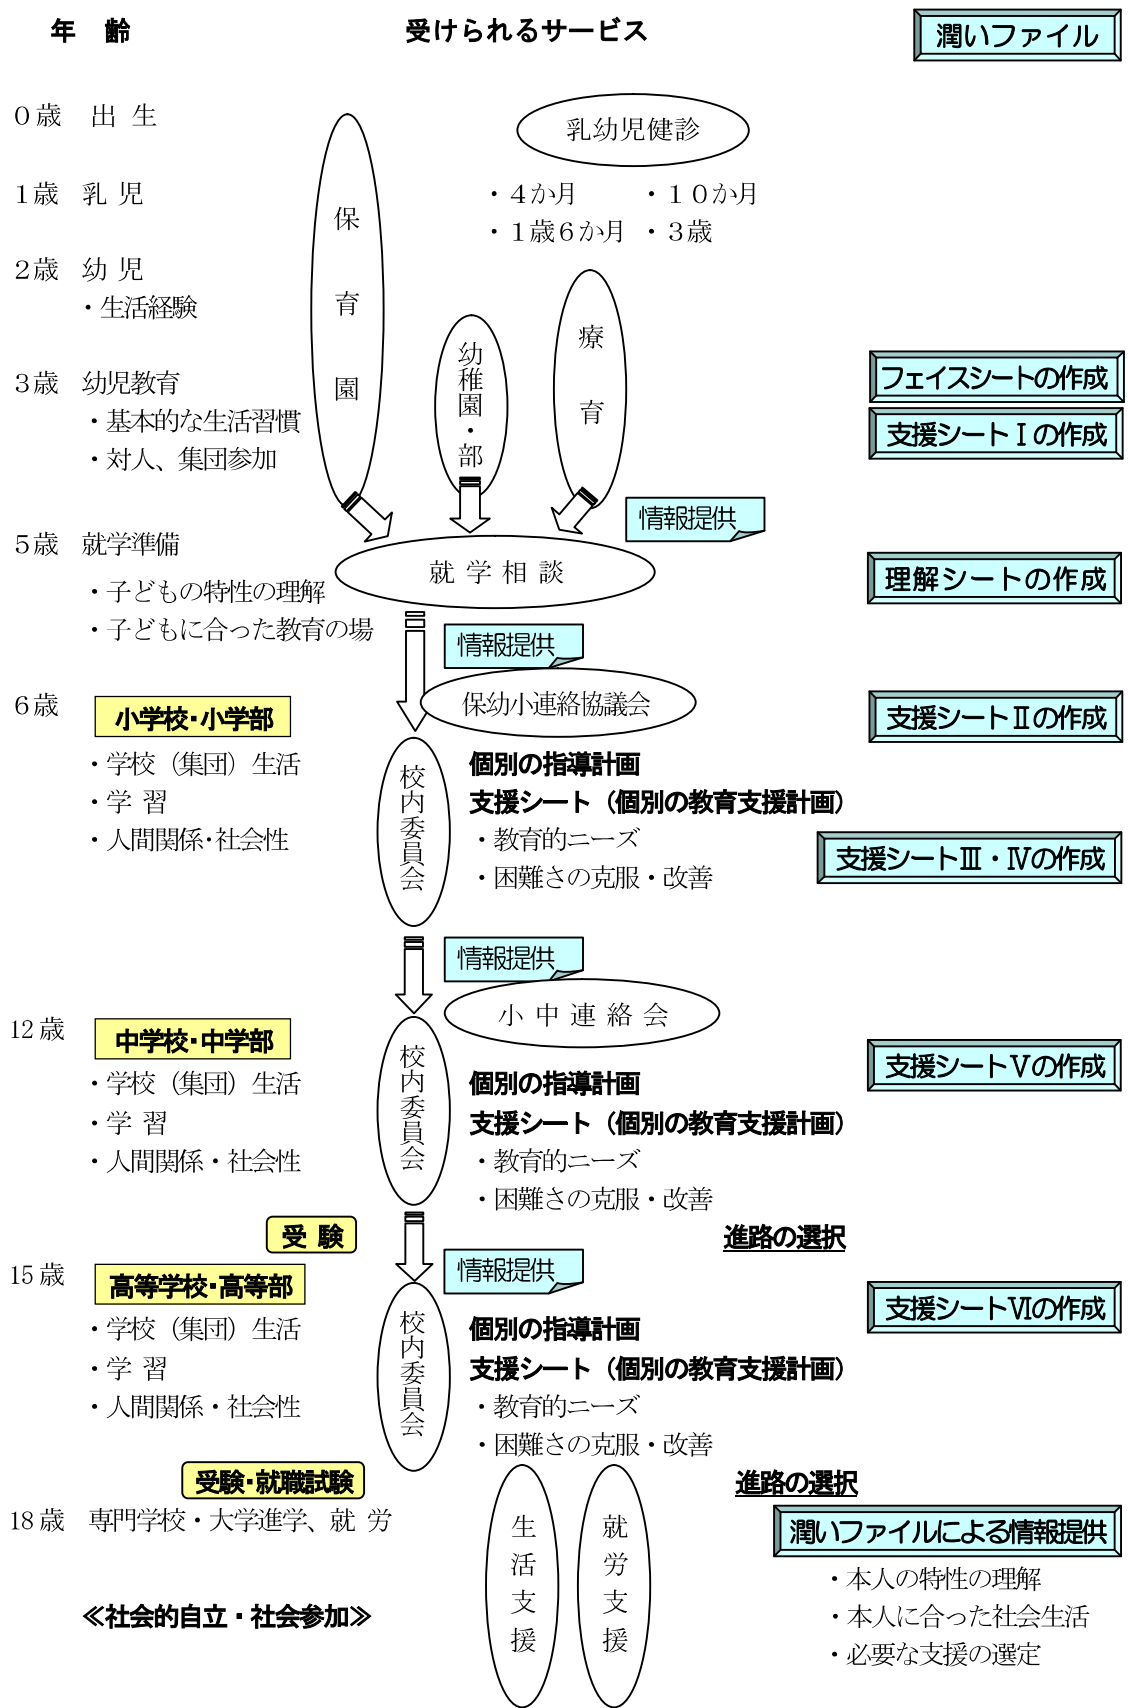 年　齢　受けられるサービス　潤いファイル
０歳　出 生
乳幼児健診
１歳　乳 児
・４か月　・１０か月
・１歳６か月　・３歳
保育園
２歳　幼 児
・生活経験
幼稚園・部
療育
３歳　幼児教育
・基本的な生活習慣
・対人、集団参加
フェイスシートの作成
支援シートⅠの作成
情報提供
５歳　就学準備
・子どもの特性の理解
・子どもに合った教育の場
就 学 相 談
理解シートの作成
情報提供
保幼小連絡協議会
６歳　小学校・小学部
支援シートⅡの作成
・学校（集団）生活
・学 習
・人間関係・社会性
校内委員会
個別の指導計画
支援シート（個別の教育支援計画）
・教育的ニーズ
・困難さの克服・改善
支援シートⅢ・Ⅳの作成
情報提供
小 中 連 絡 会
12歳　中学校・中学部
・学校（集団）生活
・学 習
・人間関係・社会性
校内委員会
個別の指導計画
支援シート（個別の教育支援計画）
・教育的ニーズ
・困難さの克服・改善
支援シートⅤの作成
受 験
進路の選択
情報提供
15歳　高等学校・高等部
・学校（集団）生活
・学 習
・人間関係・社会性
校内委員会
個別の指導計画
支援シート（個別の教育支援計画）
・教育的ニーズ
・困難さの克服・改善
支援シートⅥの作成
受験・就職試験
進路の選択
18歳　専門学校・大学進学、就 労
生活支援
就労支援
潤いファイルによる情報提供
・本人の特性の理解
・本人に合った社会生活
・必要な支援の選定
≪社会的自立・社会参加≫